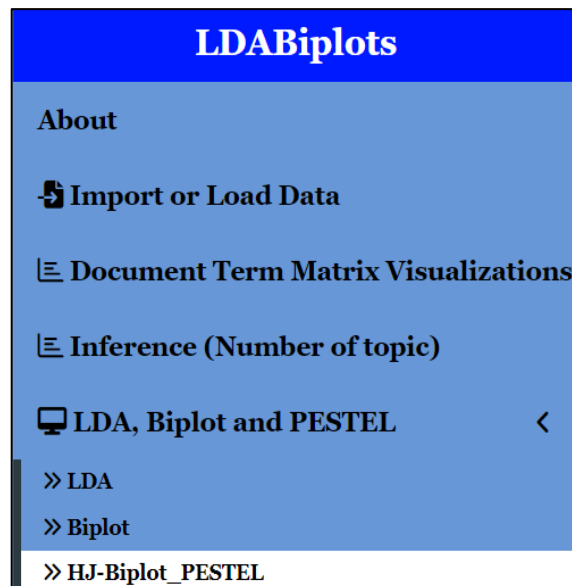 LDABiplots
About
Import or Load Data
Document Term Matrix Visualizations
Inference (Number of topic)
LDA, Biplot and PESTEL
LDA
Biplot
HJ-Biplot_PESTEL